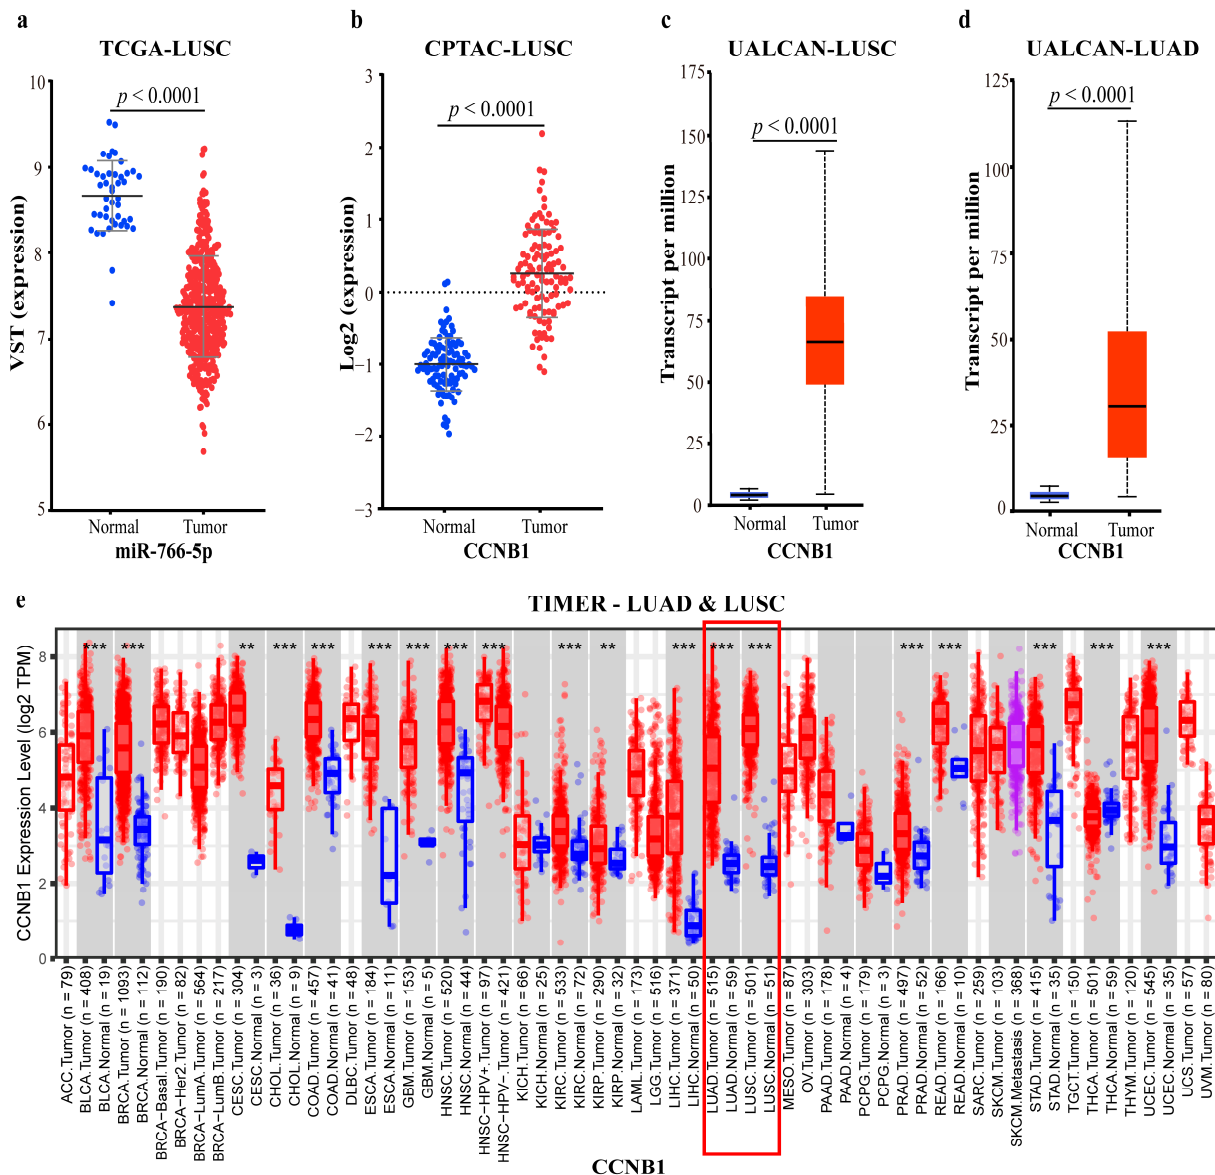 a
TCGA-LUSC
p < 0.0001
VST (expression)
10
9
8
7
6
5
Normal
Tumor
miR-766-5p
b
CPTAC-LUSC
p < 0.0001
Log2 (expression)
3
2
1
0
−1
−2
−3
Normal
Tumor
CCNB1
c
UALCAN-LUSC
p < 0.0001
Transcript per million
175
150
125
100
75
50
25
0
Normal
Tumor
CCNB1
d
UALCAN-LUAD
p < 0.0001
Transcript per million
125
100
75
50
25
0
Normal
Tumor
CCNB1
e
TIMER - LUAD & LUSC
CCNB1 Expression Level (log2 TPM)
8
6
4
2
0
*** *** ** *** *** *** *** *** *** *** ** *** *** *** *** *** *** *** ***
ACC.Tumor (n = 79)
BLCA.Tumor (n = 408)
BLCA.Normal (n = 19)
BRCA.Tumor (n = 1093)
BRCA.Normal (n = 112)
BRCA−Basal.Tumor (n = 190)
BRCA−Her2.Tumor (n = 82)
BRCA−LumA.Tumor (n = 564)
BRCA−LumB.Tumor (n = 217)
CESC.Tumor (n = 304)
CESC.Normal (n = 3)
CHOL.Tumor (n = 36)
CHOL.Normal (n = 9)
COAD.Tumor (n = 457)
COAD.Normal (n = 41)
DLBC.Tumor (n = 48)
ESCA.Tumor (n = 184)
ESCA.Normal (n = 11)
GBM.Tumor (n = 153)
GBM.Normal (n = 5)
HNSC.Tumor (n = 520)
HNSC.Normal (n = 44)
HNSC−HPV+.Tumor (n = 97)
HNSC−HPV−.Tumor (n = 421)
KICH.Tumor (n = 66)
KICH.Normal (n = 25)
KIRC.Tumor (n = 533)
KIRC.Normal (n = 72)
KIRP.Tumor (n = 290)
KIRP.Normal (n = 32)
LAML.Tumor (n = 173)
LGG.Tumor (n = 516)
LIHC.Tumor (n = 371)
LIHC.Normal (n = 50)
LUAD.Tumor (n = 515)
LUAD.Normal (n = 59)
LUSC.Tumor (n = 501)
LUSC.Normal (n = 51)
MESO.Tumor (n = 87)
OV.Tumor (n = 303)
PAAD.Tumor (n = 178)
PAAD.Normal (n = 4)
PCPG.Tumor (n = 179)
PCPG.Normal (n = 3)
PRAD.Tumor (n = 497)
PRAD.Normal (n = 52)
READ.Tumor (n = 166)
READ.Normal (n = 10)
SARC.Tumor (n = 259)
SKCM.Tumor (n = 103)
SKCM.Metastasis (n = 368)
STAD.Tumor (n = 415)
STAD.Normal (n = 35)
TGCT.Tumor (n = 150)
THCA.Tumor (n = 501)
THCA.Normal (n = 59)
THYM.Tumor (n = 120)
UCEC.Tumor (n = 545)
UCEC.Normal (n = 35)
UCS.Tumor (n = 57)
UVM.Tumor (n = 80)
CCNB1